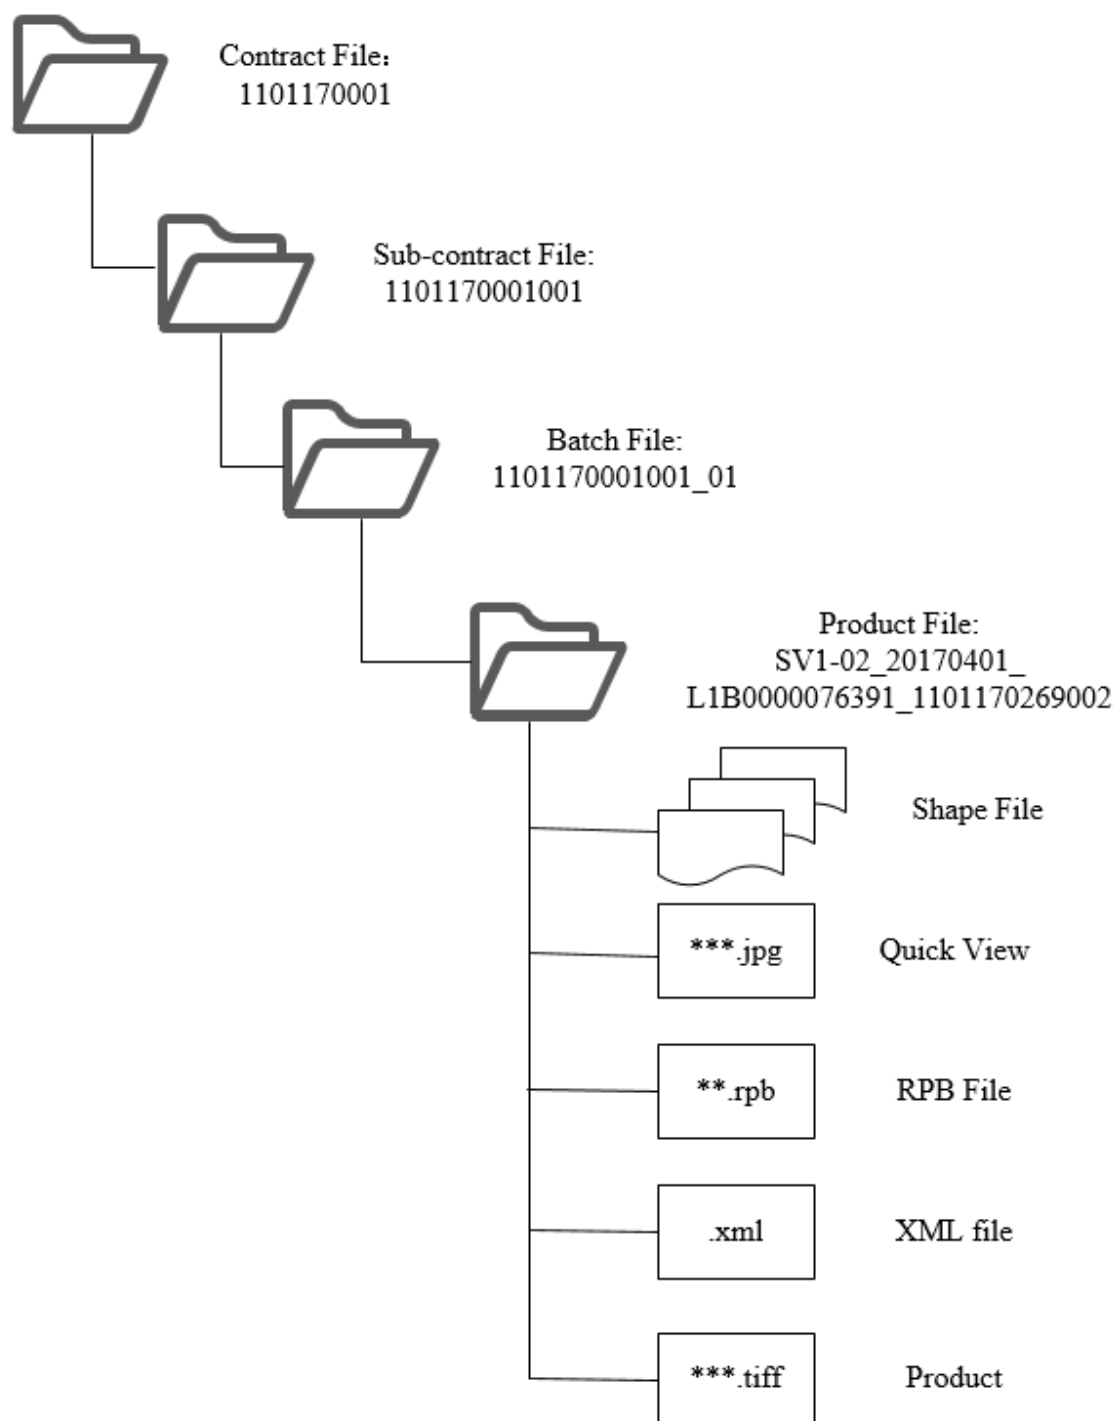 Contract File：
1101170001
Sub-contract File:
1101170001001
Batch File:
1101170001001_01
Product File:
SV1-02_20170401_
L1B0000076391_1101170269002
Shape File
***.jpg
Quick View
**.rpb
RPB File
.xml
XML file
***.tiff
Product